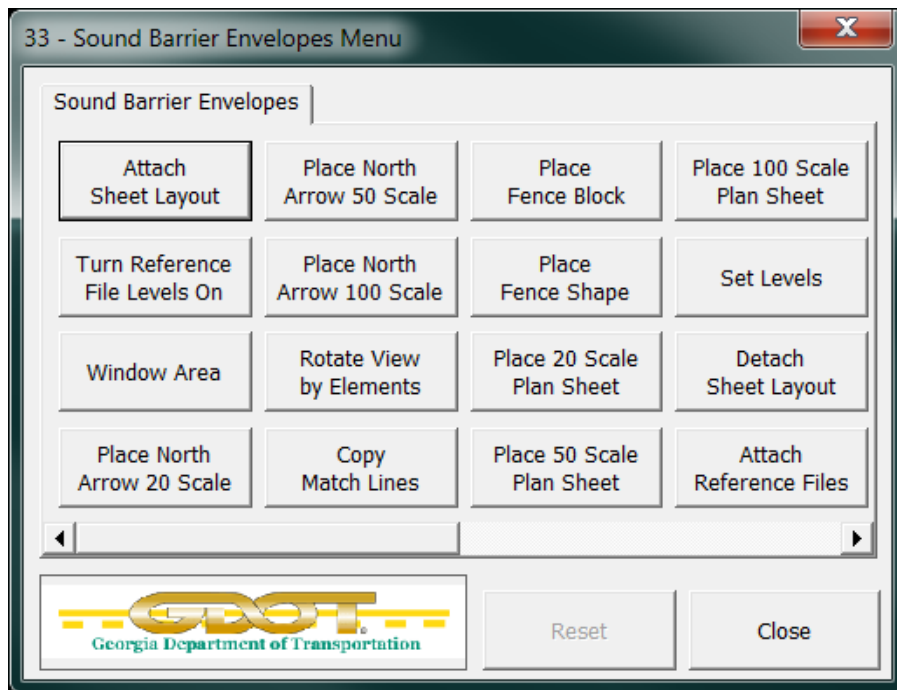 33 - Sound Barrier Envelopes Menu
X
Sound Barrier Envelopes
Attach
Sheet Layout
Place North
Arrow 50 Scale
Place
Fence Block
Place 100 Scale
Plan Sheet
Turn Reference
File Levels On
Place North
Arrow 100 Scale
Place
Fence Shape
Set Levels
Window Area
Rotate View
by Elements
Place 20 Scale
Plan Sheet
Detach
Sheet Layout
Place North
Arrow 20 Scale
Copy
Match Lines
Place 50 Scale
Plan Sheet
Attach
Reference Files
GDOT®
Georgia Department of Transportation
Reset
Close